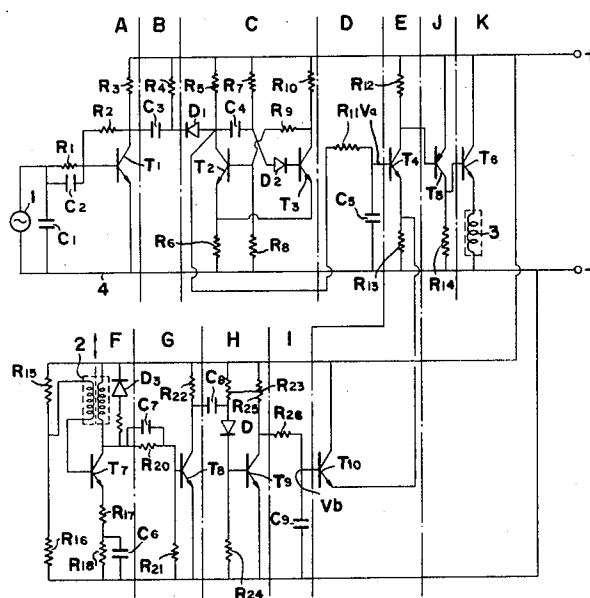 A B C D E J K
R3 R4 R5 R7 R10 R12
R2 C3 D1 C4 R9 R11 Va
R1 T1 T2 D2 T3 T4 T5 T6
1 C2 C5
C1 R6 R8 R13 R14 3
4
2 F G H I
R15 D3 R22 C8 R23
C7 R25 R26
R20 D
T7 T8 T9 T10
R17 Vb
R16 C6 C9
R18 R21 R24